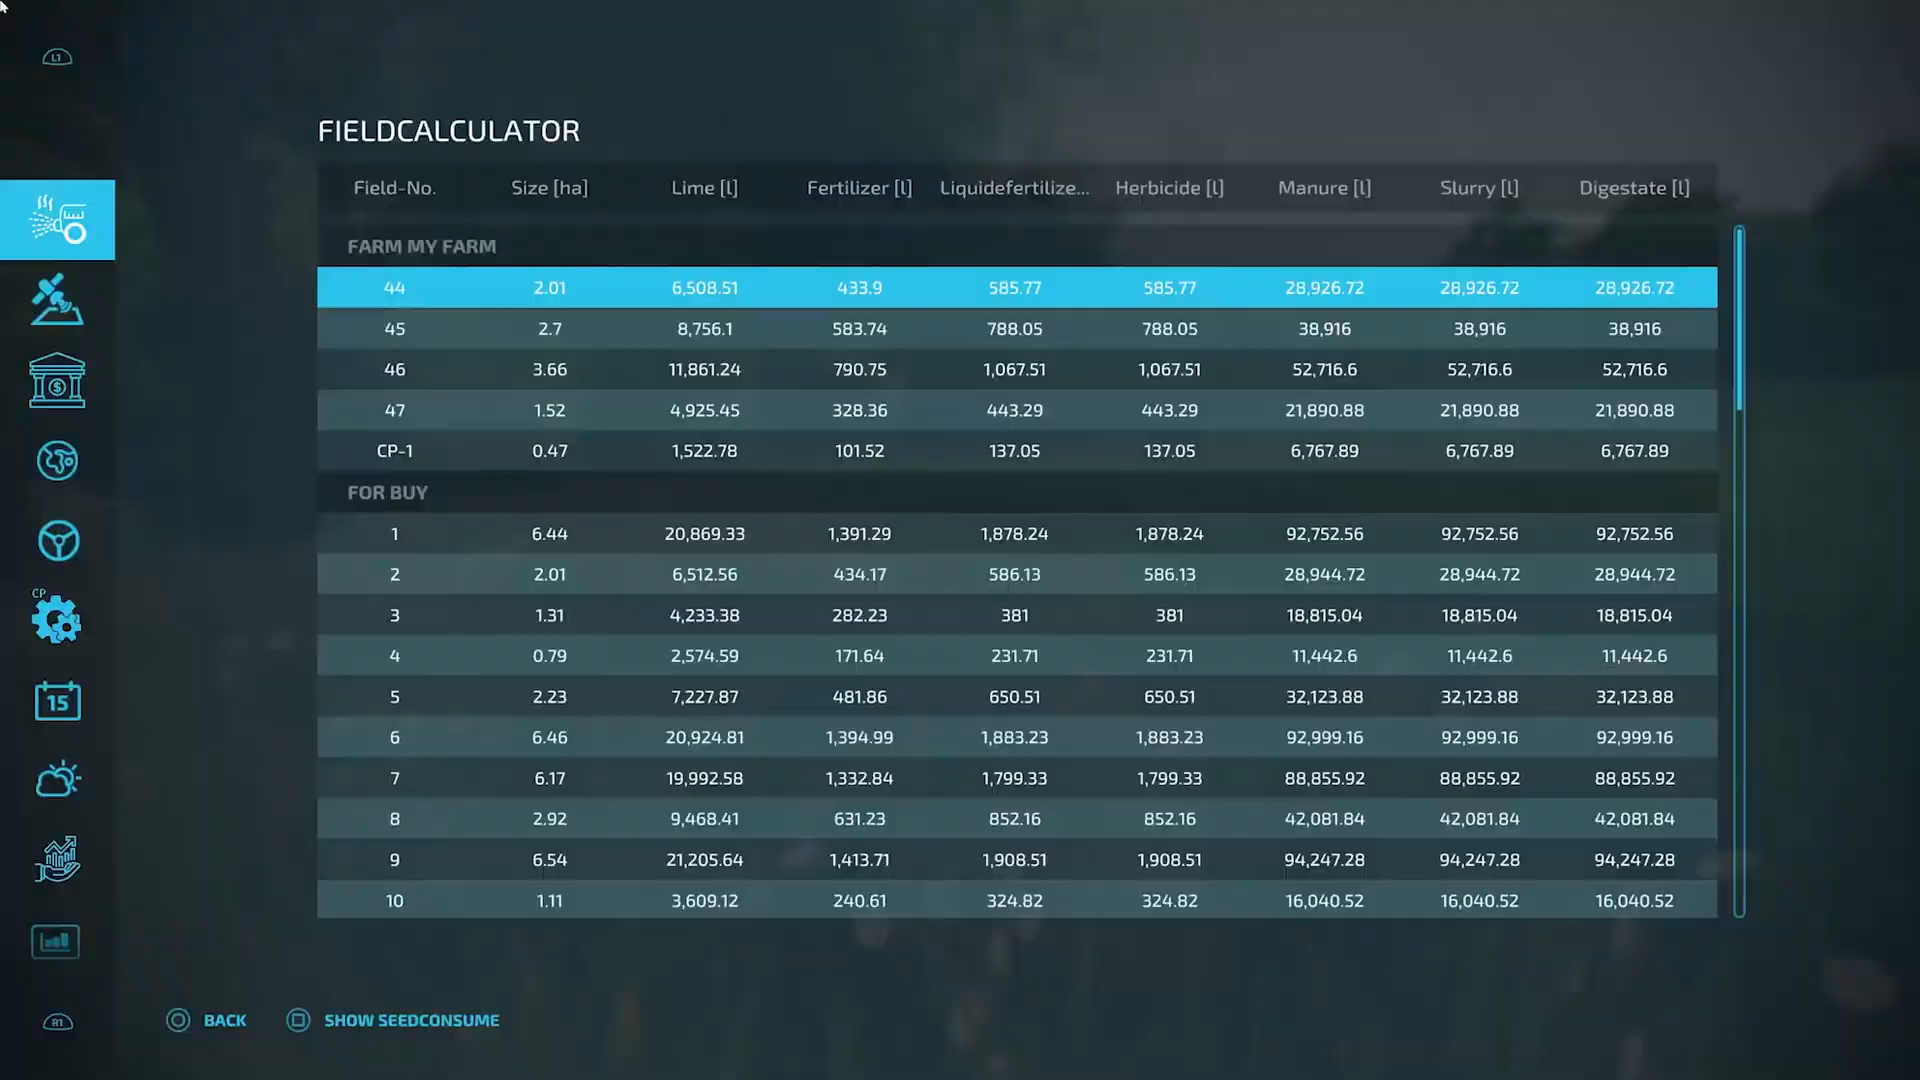 L1
FIELDCALCULATOR
Field-No. Size [ha] Lime [l] Fertilizer [l] Liquidefertilize... Herbicide [l] Manure [l] Slurry [l] Digestate [l]
FARM MY FARM
44 2.01 6,508.51 433.9 585.77 585.77 28,926.72 28,926.72 28,926.72
45 2.7 8,756.1 583.74 788.05 788.05 38,916 38,916 38,916
46 3.66 11,861.24 790.75 1,067.51 1,067.51 52,716.6 52,716.6 52,716.6
47 1.52 4,925.45 328.36 443.29 443.29 21,890.88 21,890.88 21,890.88
CP-1 0.47 1,522.78 101.52 137.05 137.05 6,767.89 6,767.89 6,767.89
FOR BUY
1 6.44 20,869.33 1,391.29 1,878.24 1,878.24 92,752.56 92,752.56 92,752.56
2 2.01 6,512.56 434.17 586.13 586.13 28,944.72 28,944.72 28,944.72
CP
3 1.31 4,233.38 282.23 381 381 18,815.04 18,815.04 18,815.04
4 0.79 2,574.59 171.64 231.71 231.71 11,442.6 11,442.6 11,442.6
15
5 2.23 7,227.87 481.86 650.51 650.51 32,123.88 32,123.88 32,123.88
6 6.46 20,924.81 1,394.99 1,883.23 1,883.23 92,999.16 92,999.16 92,999.16
7 6.17 19,992.58 1,332.84 1,799.33 1,799.33 88,855.92 88,855.92 88,855.92
8 2.92 9,468.41 631.23 852.16 852.16 42,081.84 42,081.84 42,081.84
9 6.54 21,205.64 1,413.71 1,908.51 1,908.51 94,247.28 94,247.28 94,247.28
10 1.11 3,609.12 240.61 324.82 324.82 16,040.52 16,040.52 16,040.52
R1
BACK SHOW SEEDCONSUME